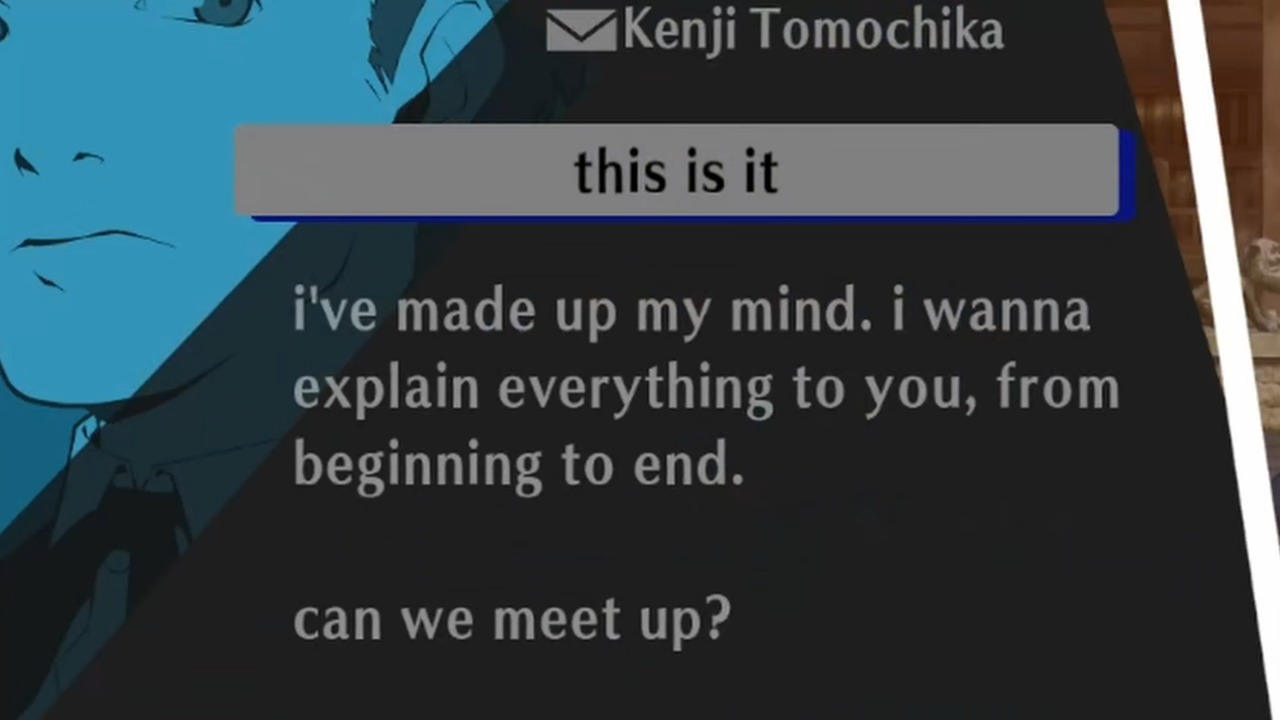 Kenji Tomochika
this is it
i've made up my mind. i wanna
explain everything to you, from
beginning to end.
can we meet up?